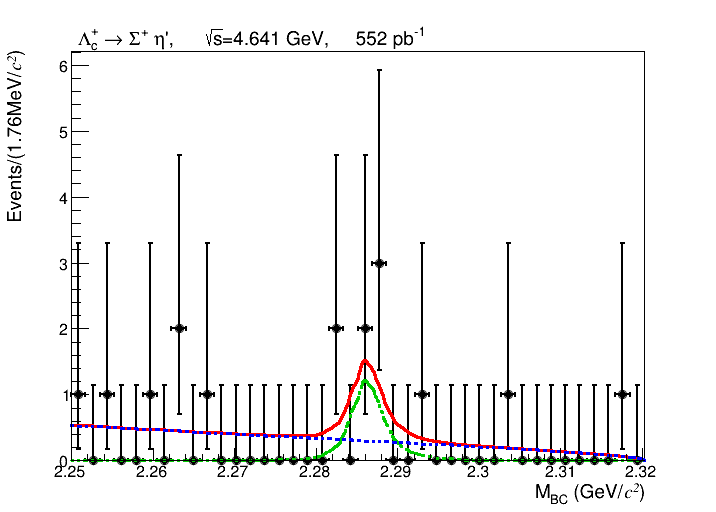 Λc+ → Σ+ η', √s=4.641 GeV, 552 pb-1
Events/(1.76MeV/c2)
6
5
4
3
2
1
0
2.25 2.26 2.27 2.28 2.29 2.3 2.31 2.32
MBC (GeV/c2)